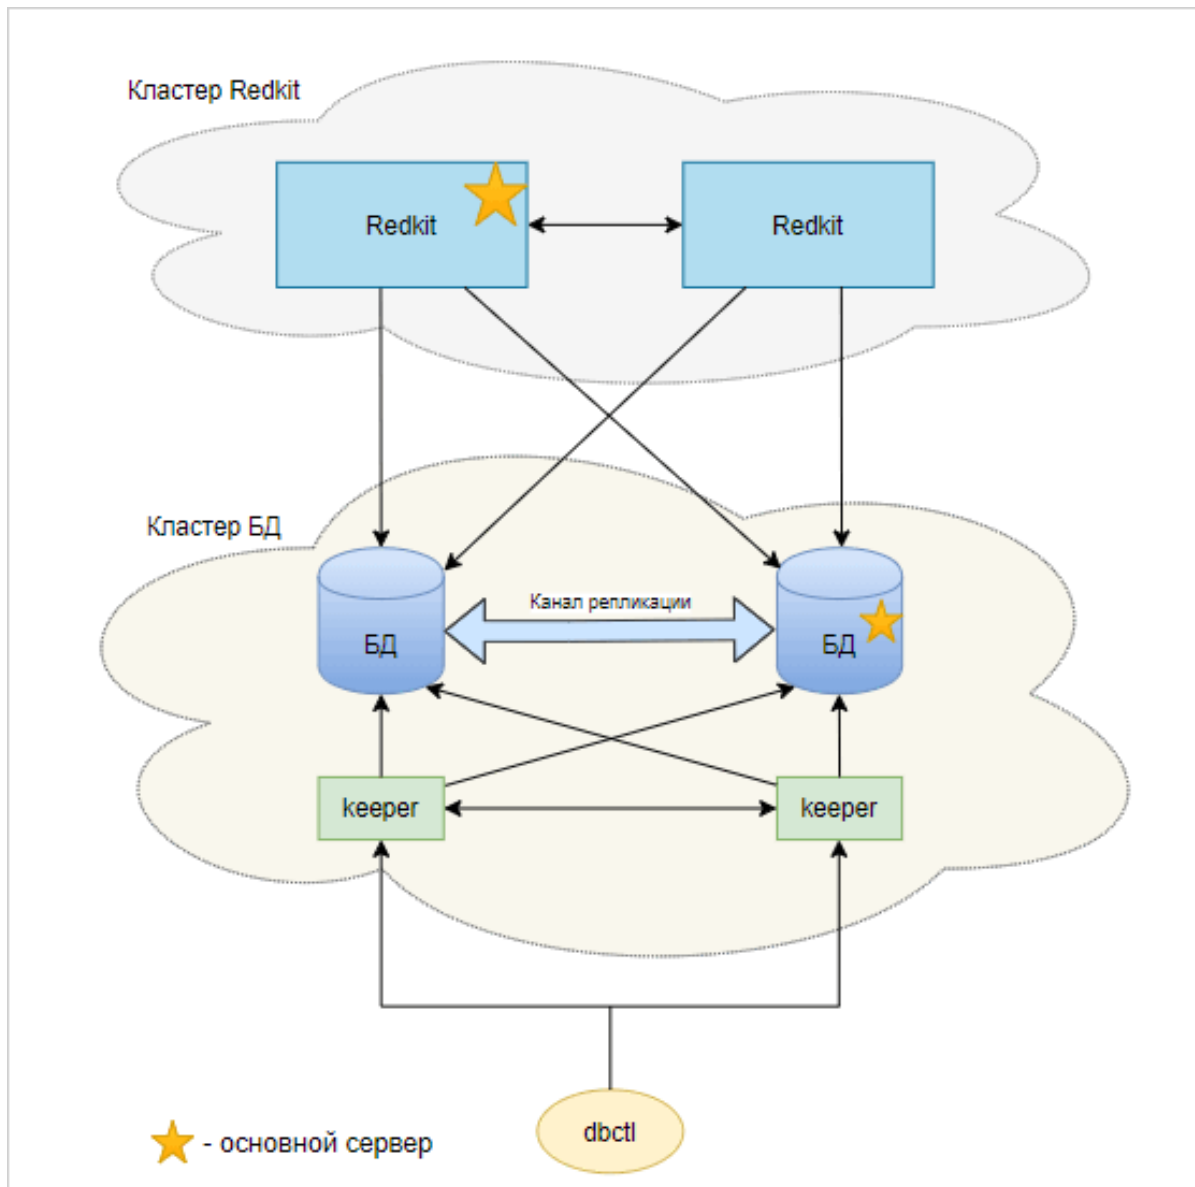 Кластер Redkit
Redkit
Redkit
Кластер БД
Канал репликации
БД
БД
keeper
keeper
dbctl
- основной сервер